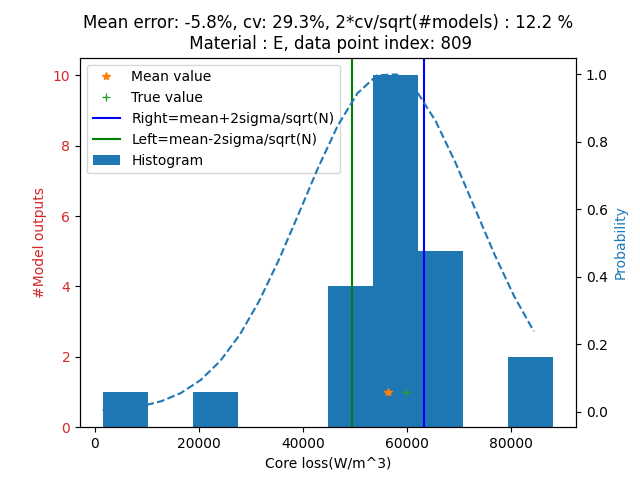 Mean error: -5.8%, cv: 29.3%, 2*cv/sqrt(#models) : 12.2 %
Material : E, data point index: 809
Mean value
True value
Right=mean+2sigma/sqrt(N)
Left=mean-2sigma/sqrt(N)
Histogram
#Model outputs
10
8
6
4
2
0
Probability
1.0
0.8
0.6
0.4
0.2
0.0
0
20000
40000
60000
80000
Core loss(W/m^3)